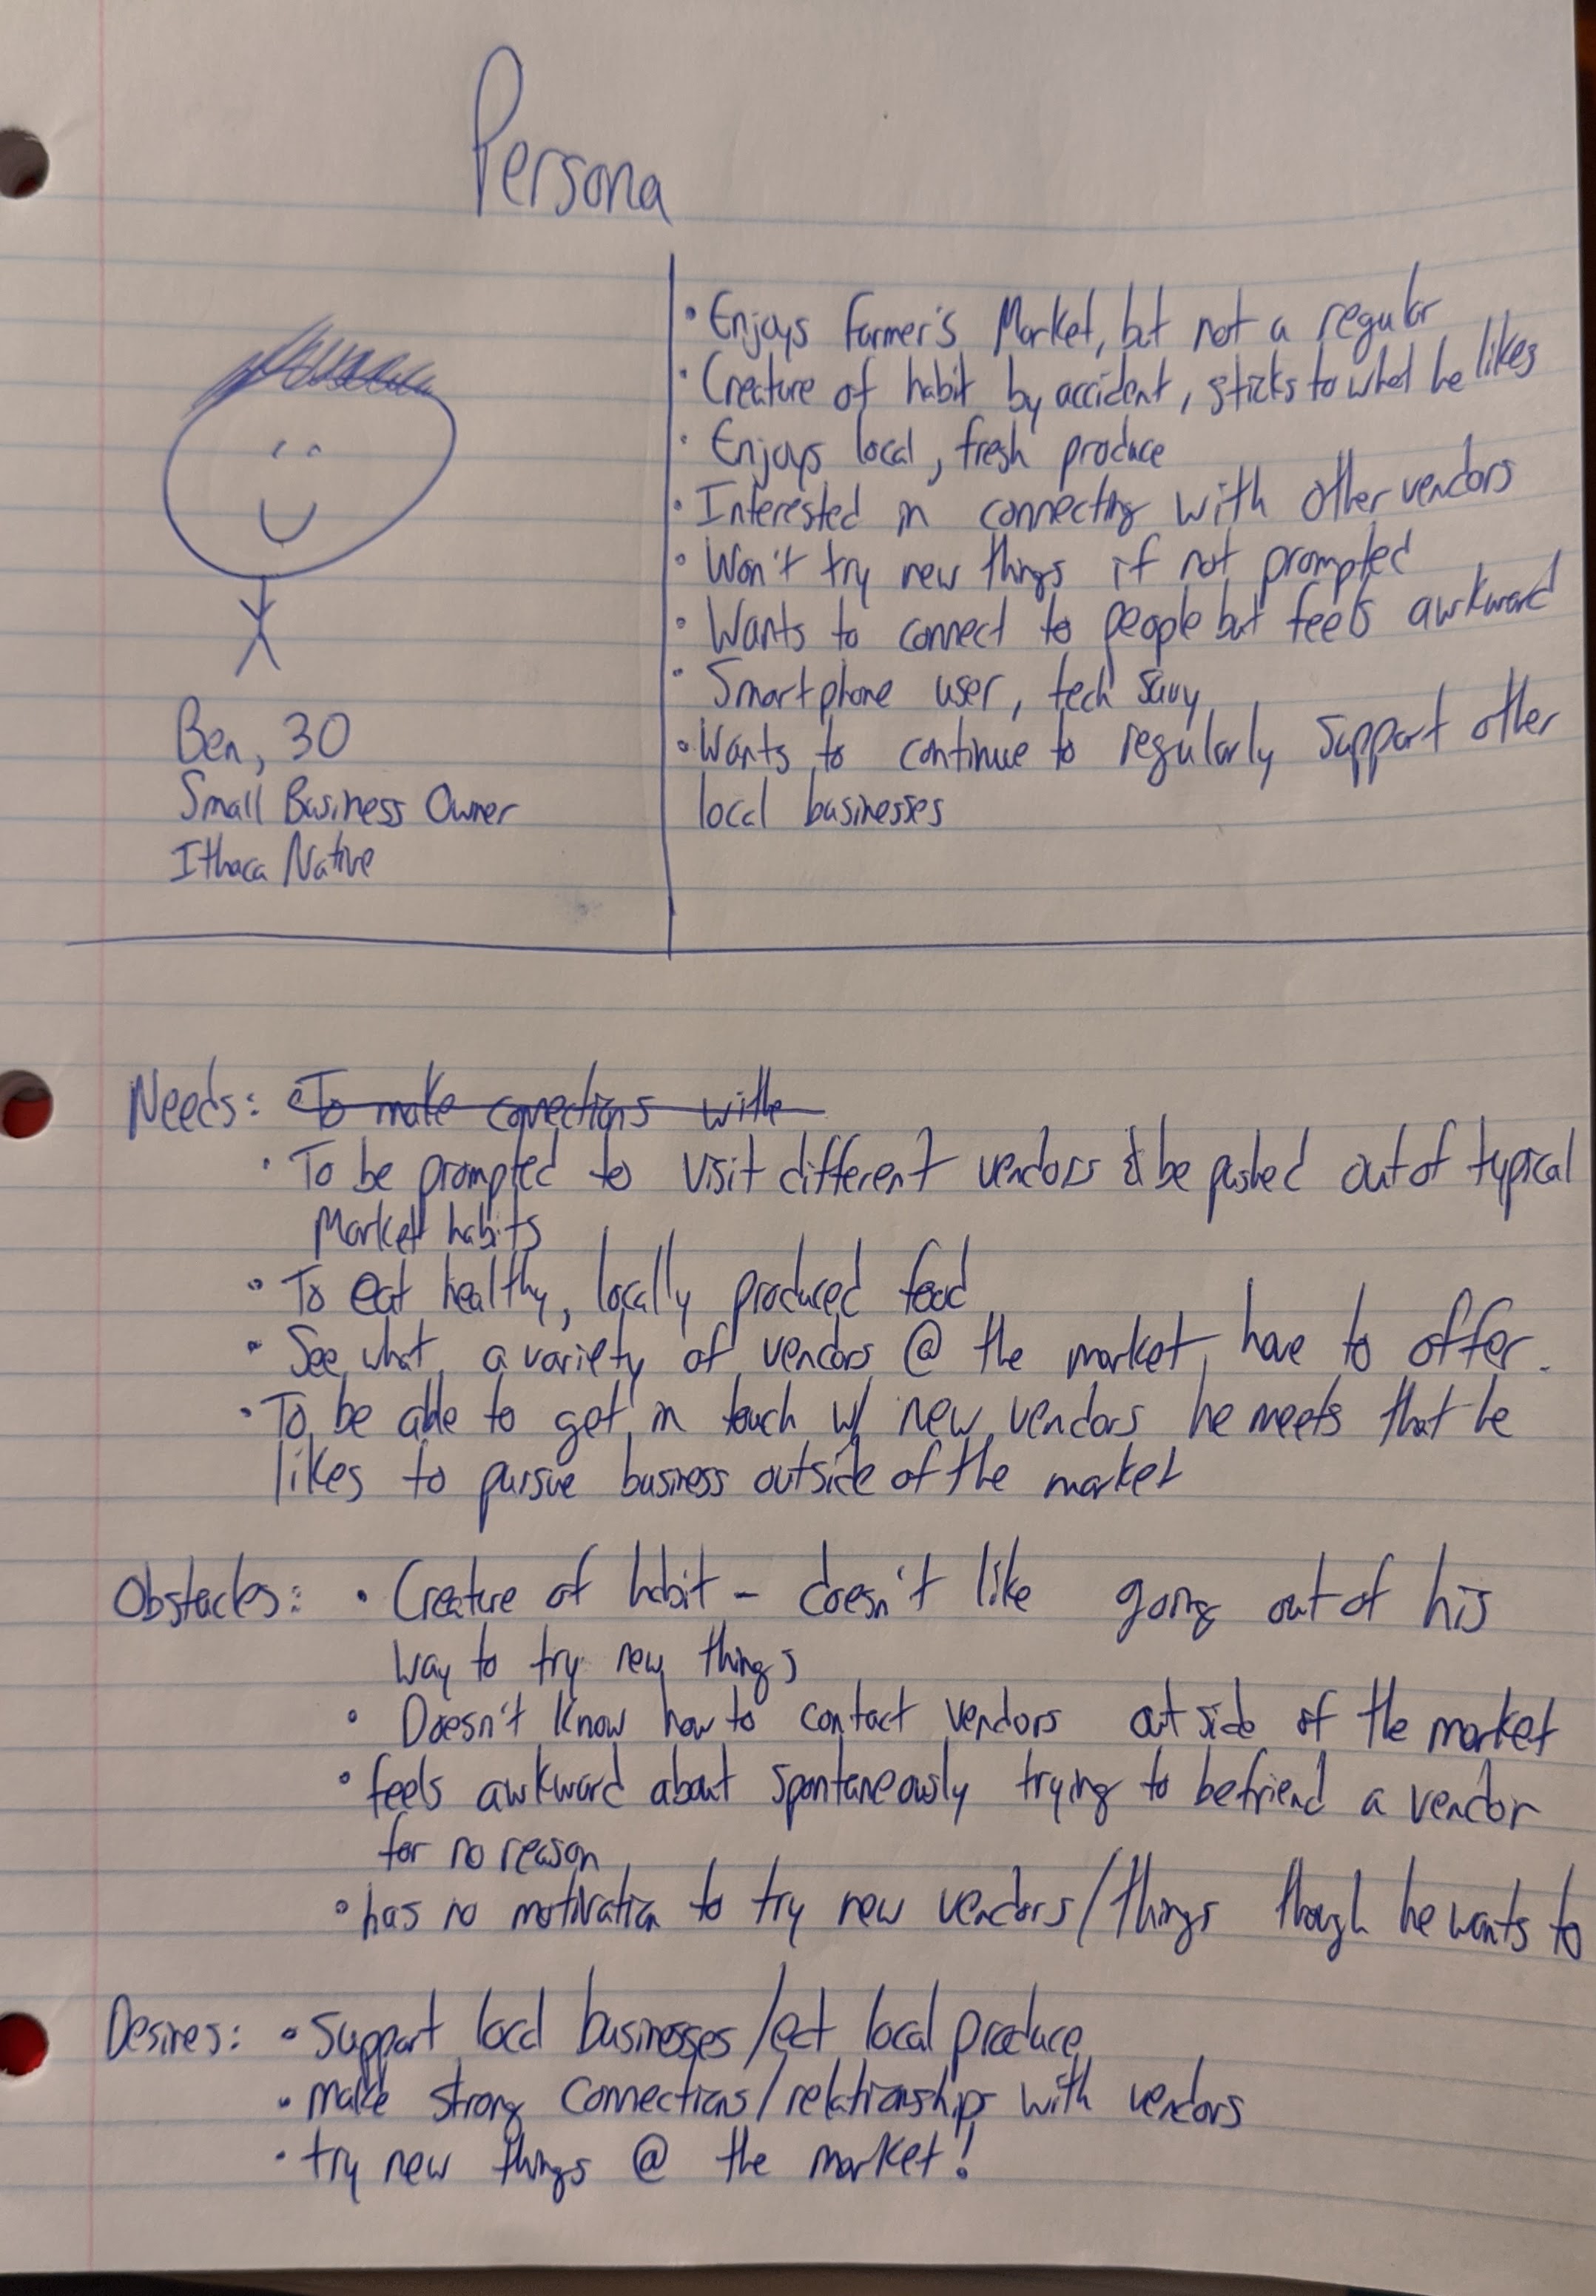 Persona
• Enjoys Farmer's Market, but not a regular
• Creature of habit by accident, sticks to what he likes
• Enjoys local, fresh produce
• Interested in connecting with other vendors
• Won't try new things if not prompted
• Wants to connect to people but feels awkward
• Smartphone user, tech savy
• Wants to continue to regularly support other
local businesses
Ben, 30
Small Business Owner
Ithaca Native
Needs: • To make connections with
• To be prompted to visit different vendors & be pushed out of typical
Market habits
• To eat healthy, locally produced food
• See what a variety of vendors @ the market have to offer.
• To be able to get in touch w/ new vendors he meets that he
likes to pursue business outside of the market
Obstacles: • Creature of habit - doesn't like going out of his
way to try new things
• Doesn't know how to contact vendors outside of the market
• feels awkward about spontaneously trying to befriend a vendor
for no reason
• has no motivation to try new vendors/things though he wants to
Desires: • Support local businesses/eat local produce
• make strong connections/relationships with vendors
• try new things @ the market!